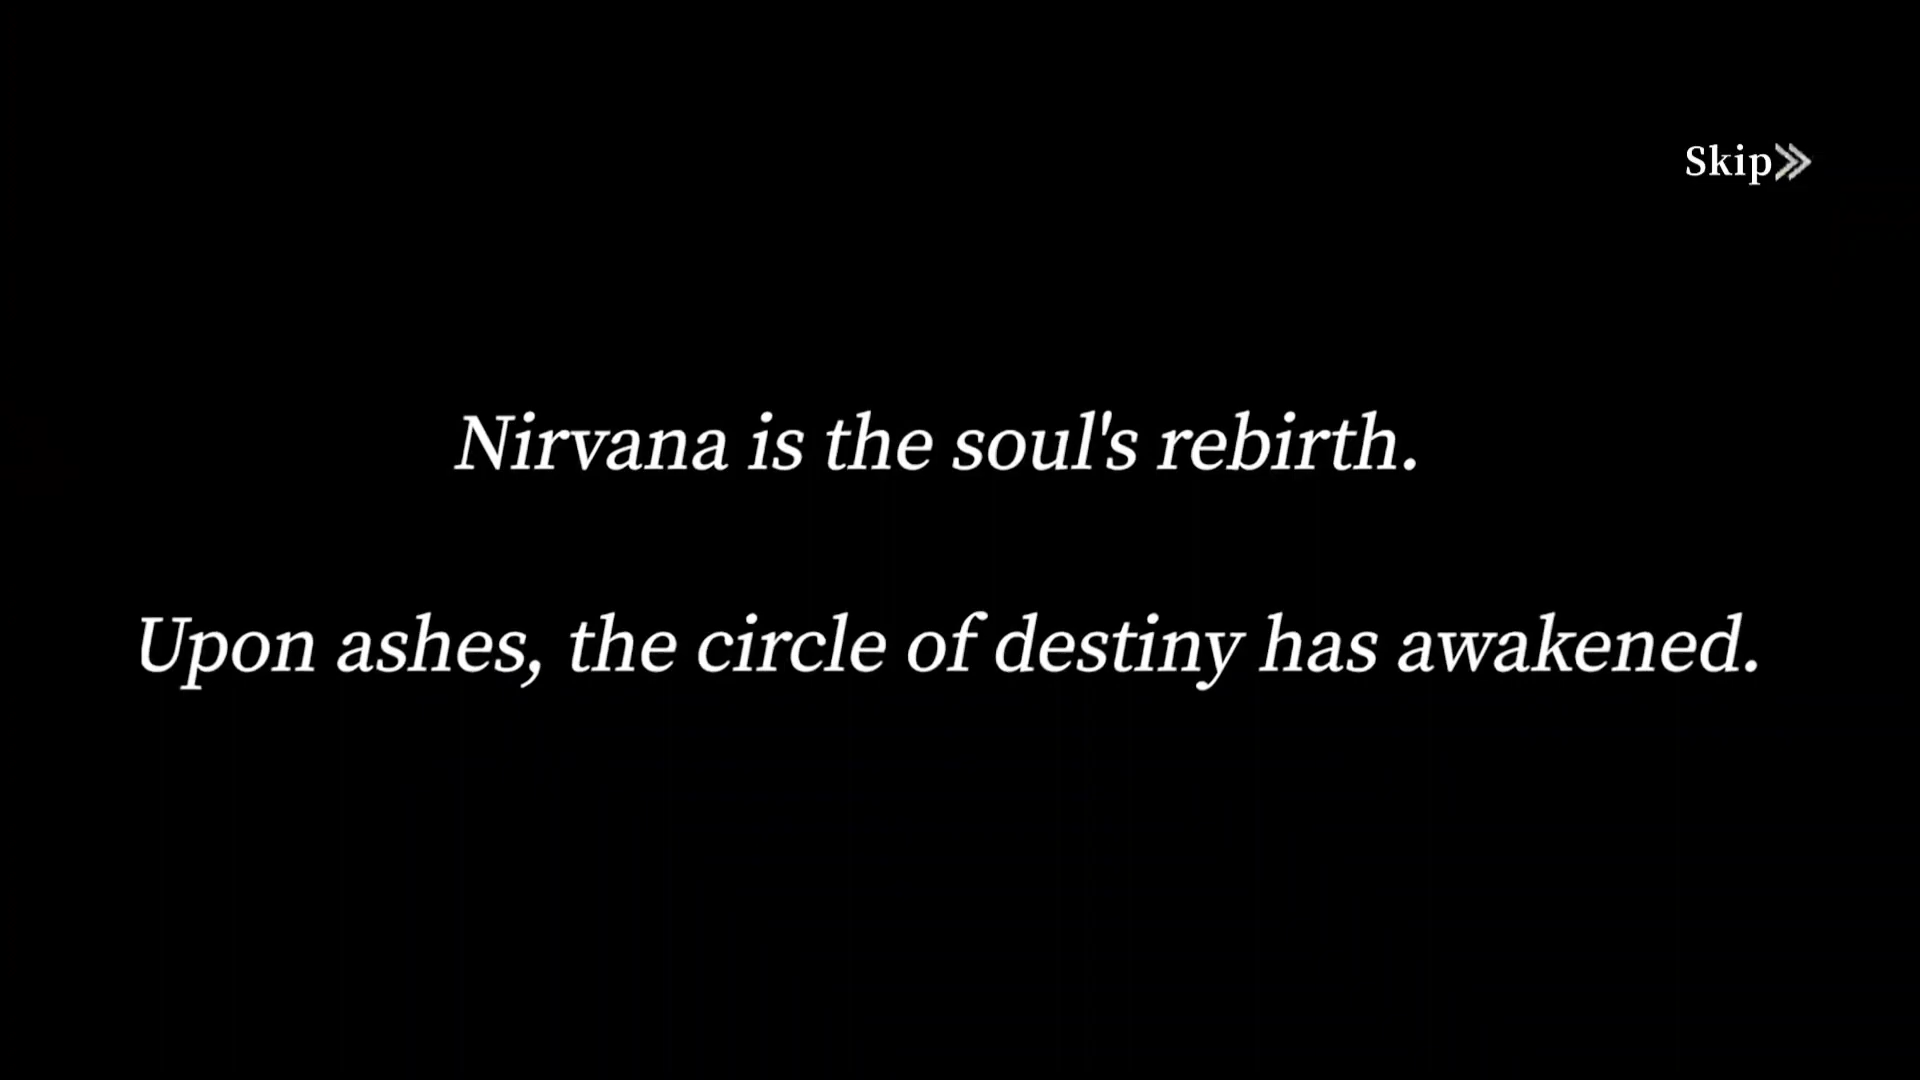 Skip
Nirvana is the soul's rebirth.
Upon ashes, the circle of destiny has awakened.